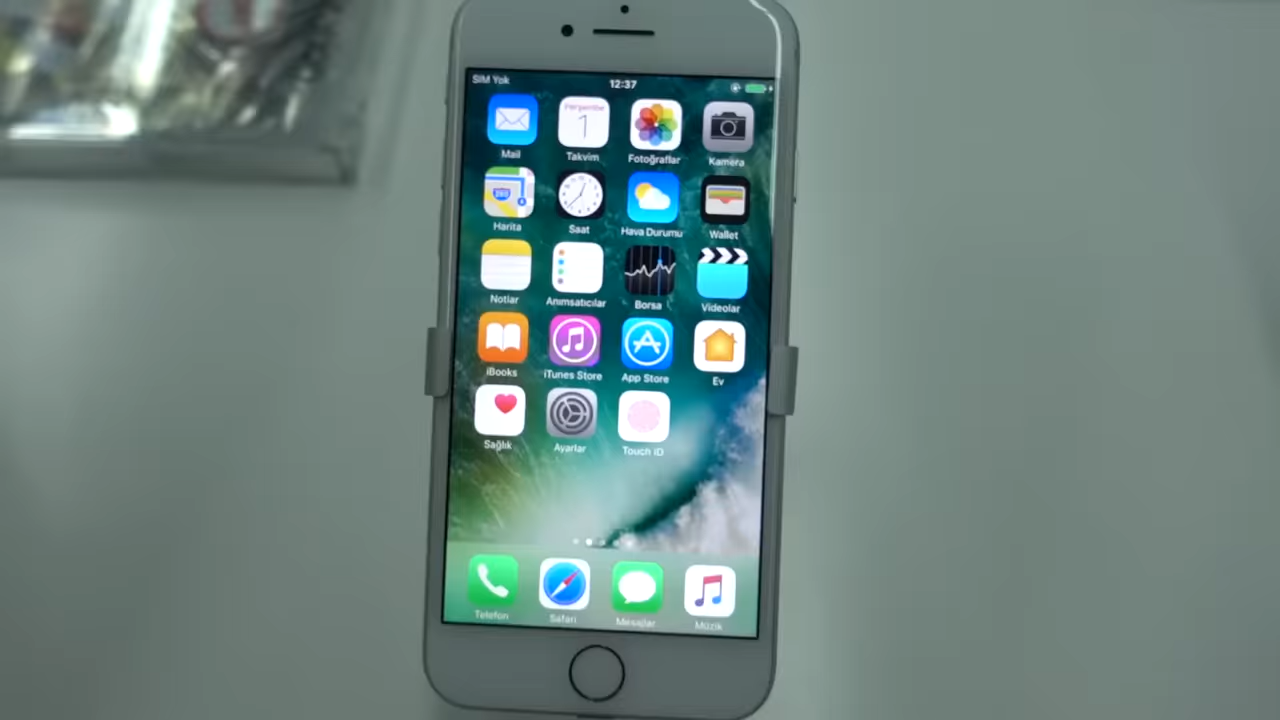 SIM Yok 12:37
Perşembe
1
Mail Takvim Fotoğraflar Kamera
280
Harita Saat Hava Durumu Wallet
Notlar Anımsatıcılar Borsa Videolar
iBooks iTunes Store App Store Ev
Sağlık Ayarlar Touch iD
Telefon Safari Mesajlar Müzik